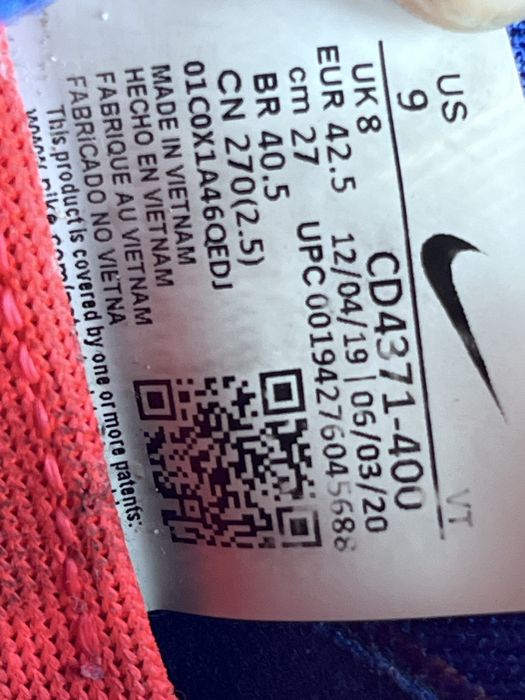 US
9
VT
UK 8
CD4371-400
EUR 42.5
12/04/19 | 06/03/20
cm 27
UPC 00194276045688
BR 40.5
CN 270(2.5)
01C0X1A46QEDJ
MADE IN VIETNAM
HECHO EN VIETNAM
FABRIQUE AU VIETNAM
FABRICADO NO VIETNA
This product is covered by one or more patents: